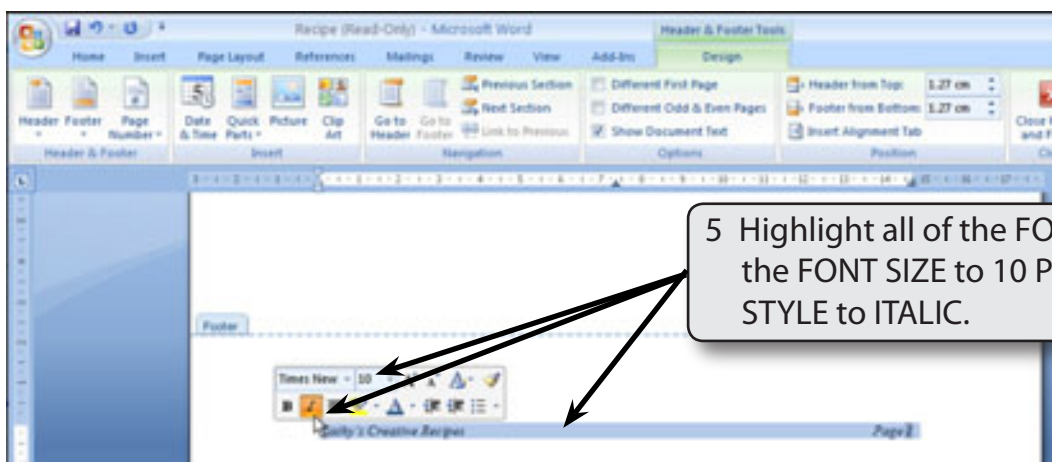 Recipe (Read-Only) - Microsoft Word
Header & Footer Tools
Home Insert Page Layout References Mailings Review View Add-Ins Design
Header Footer Page Number
Date & Time Quick Parts Picture Clip Art
Go to Header Go to Footer
Previous Section
Next Section
Link to Previous
Different First Page
Different Odd & Even Pages
Show Document Text
Header from Top: 1.27 cm
Footer from Bottom: 1.27 cm
Insert Alignment Tab
Close
and F
Header & Footer Insert Navigation Options Position
5 Highlight all of the FO
the FONT SIZE to 10 P
STYLE to ITALIC.
Footer
Times New 10
B I
Cathy's Creative Recipes Page